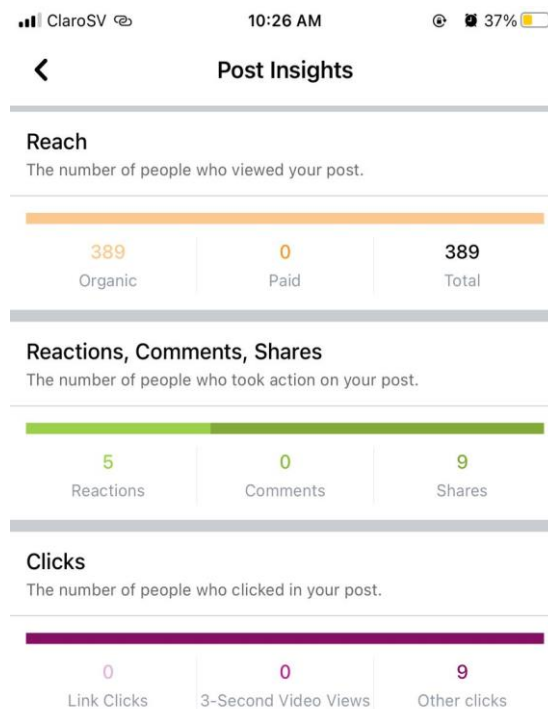 ClaroSV 10:26 AM 37%
Post Insights
Reach
The number of people who viewed your post.
389 0 389
Organic Paid Total
Reactions, Comments, Shares
The number of people who took action on your post.
5 0 9
Reactions Comments Shares
Clicks
The number of people who clicked in your post.
0 0 9
Link Clicks 3-Second Video Views Other clicks